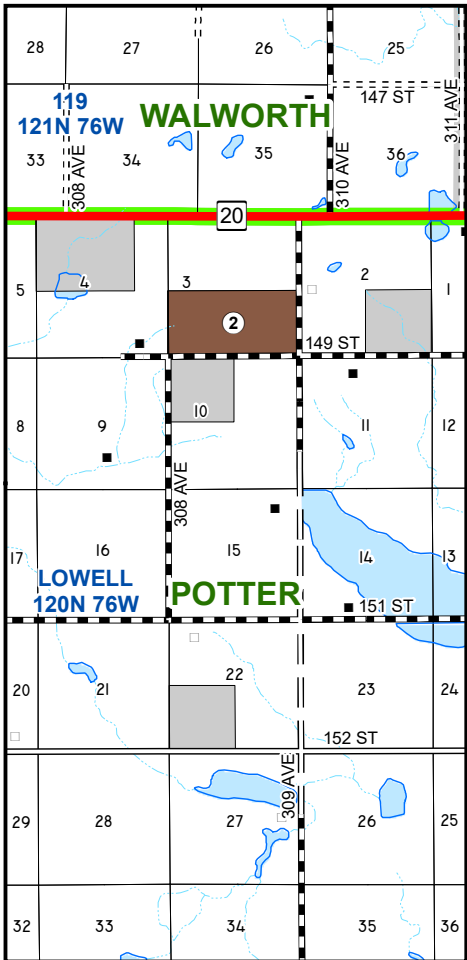 28
27
26
25
147 ST
311 AVE
119
121N 76W
WALWORTH
33
308 AVE
34
35
310 AVE
36
20
5
4
3
2
1
2
149 ST
8
9
10
11
12
308 AVE
17
16
15
14
13
LOWELL
120N 76W
POTTER
151 ST
20
21
22
23
24
152 ST
309 AVE
29
28
27
26
25
32
33
34
35
36